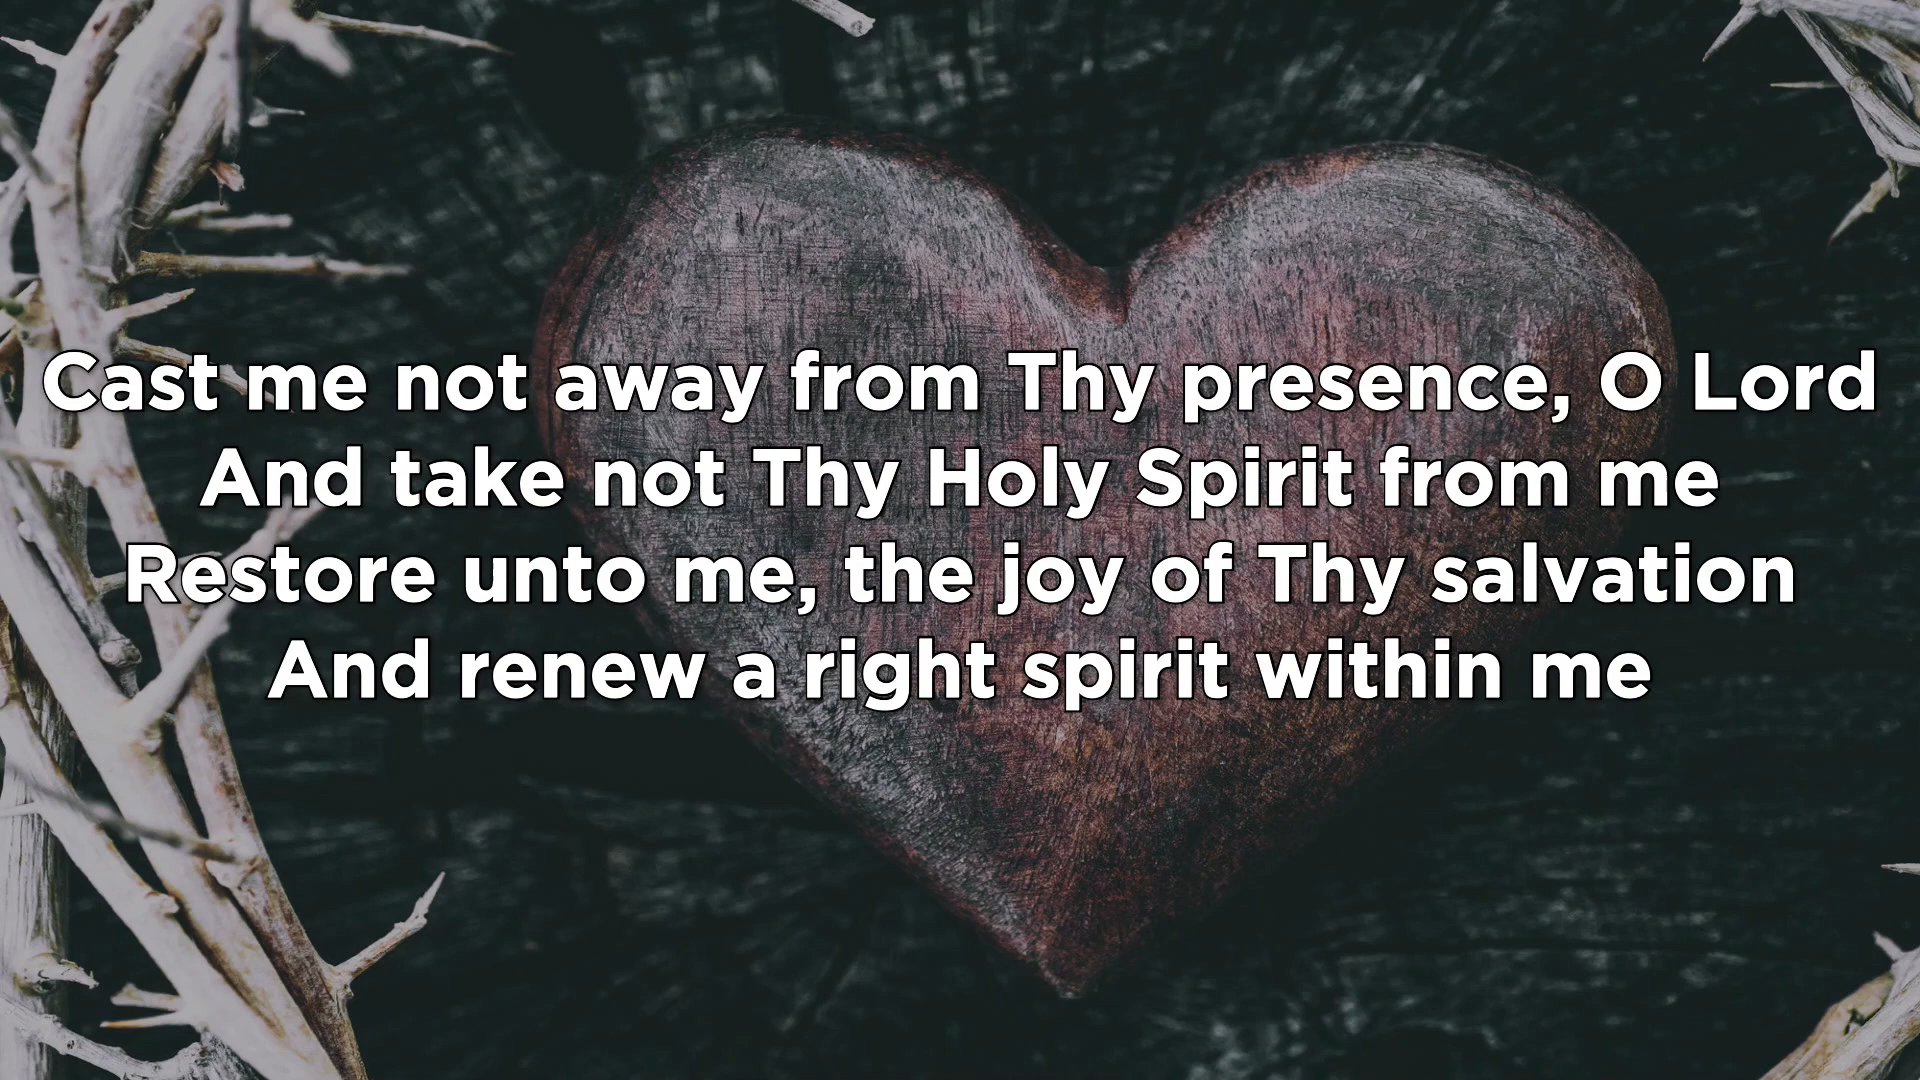 Cast me not away from Thy presence, O Lord
And take not Thy Holy Spirit from me
Restore unto me, the joy of Thy salvation
And renew a right spirit within me